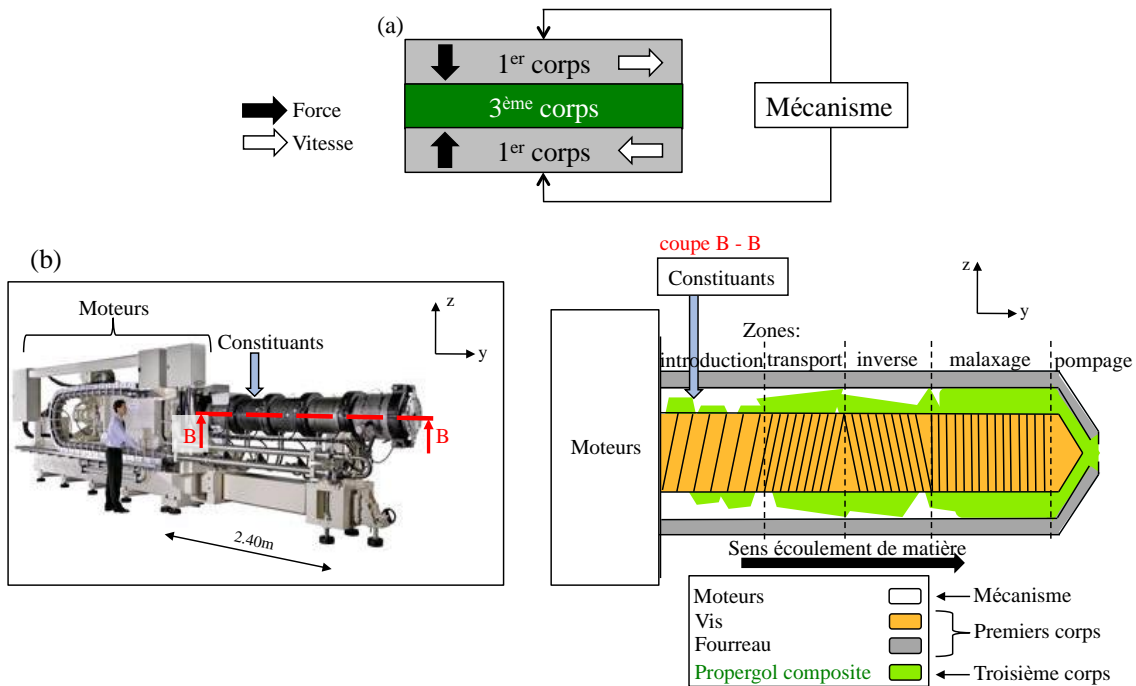 (a)
1er corps
3ème corps
1er corps
Force
Vitesse
Mécanisme
(b)
Moteurs
Constituants
z
y
B
B
2.40m
coupe B - B
Constituants
z
y
Zones:
introduction transport inverse malaxage pompage
Moteurs
Sens écoulement de matière
Moteurs Mécanisme
Vis
Fourreau
Premiers corps
Propergol composite Troisième corps